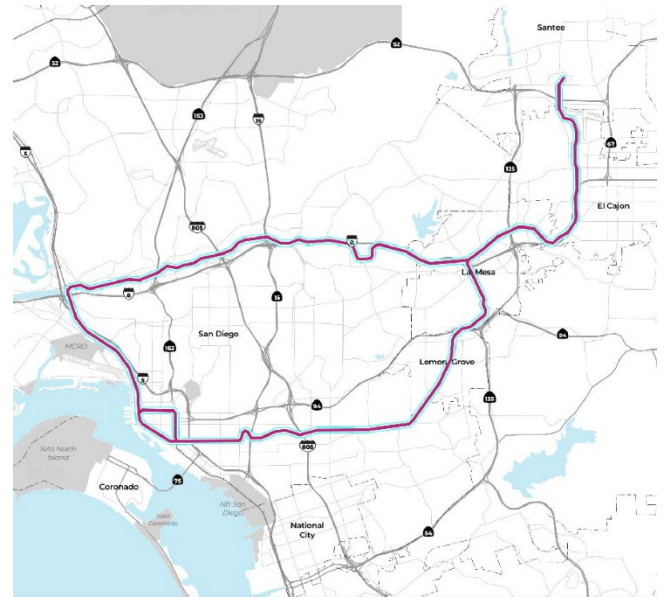 Santee
52
52
163
15
5
125
67
El Cajon
805
8
La Mesa
8
15
San Diego
MCRD
163
5
94
Lemon Grove
94
125
805
NAS North
Island
Coronado
75
NAB
Coronado
NB San
Diego
National
City
54